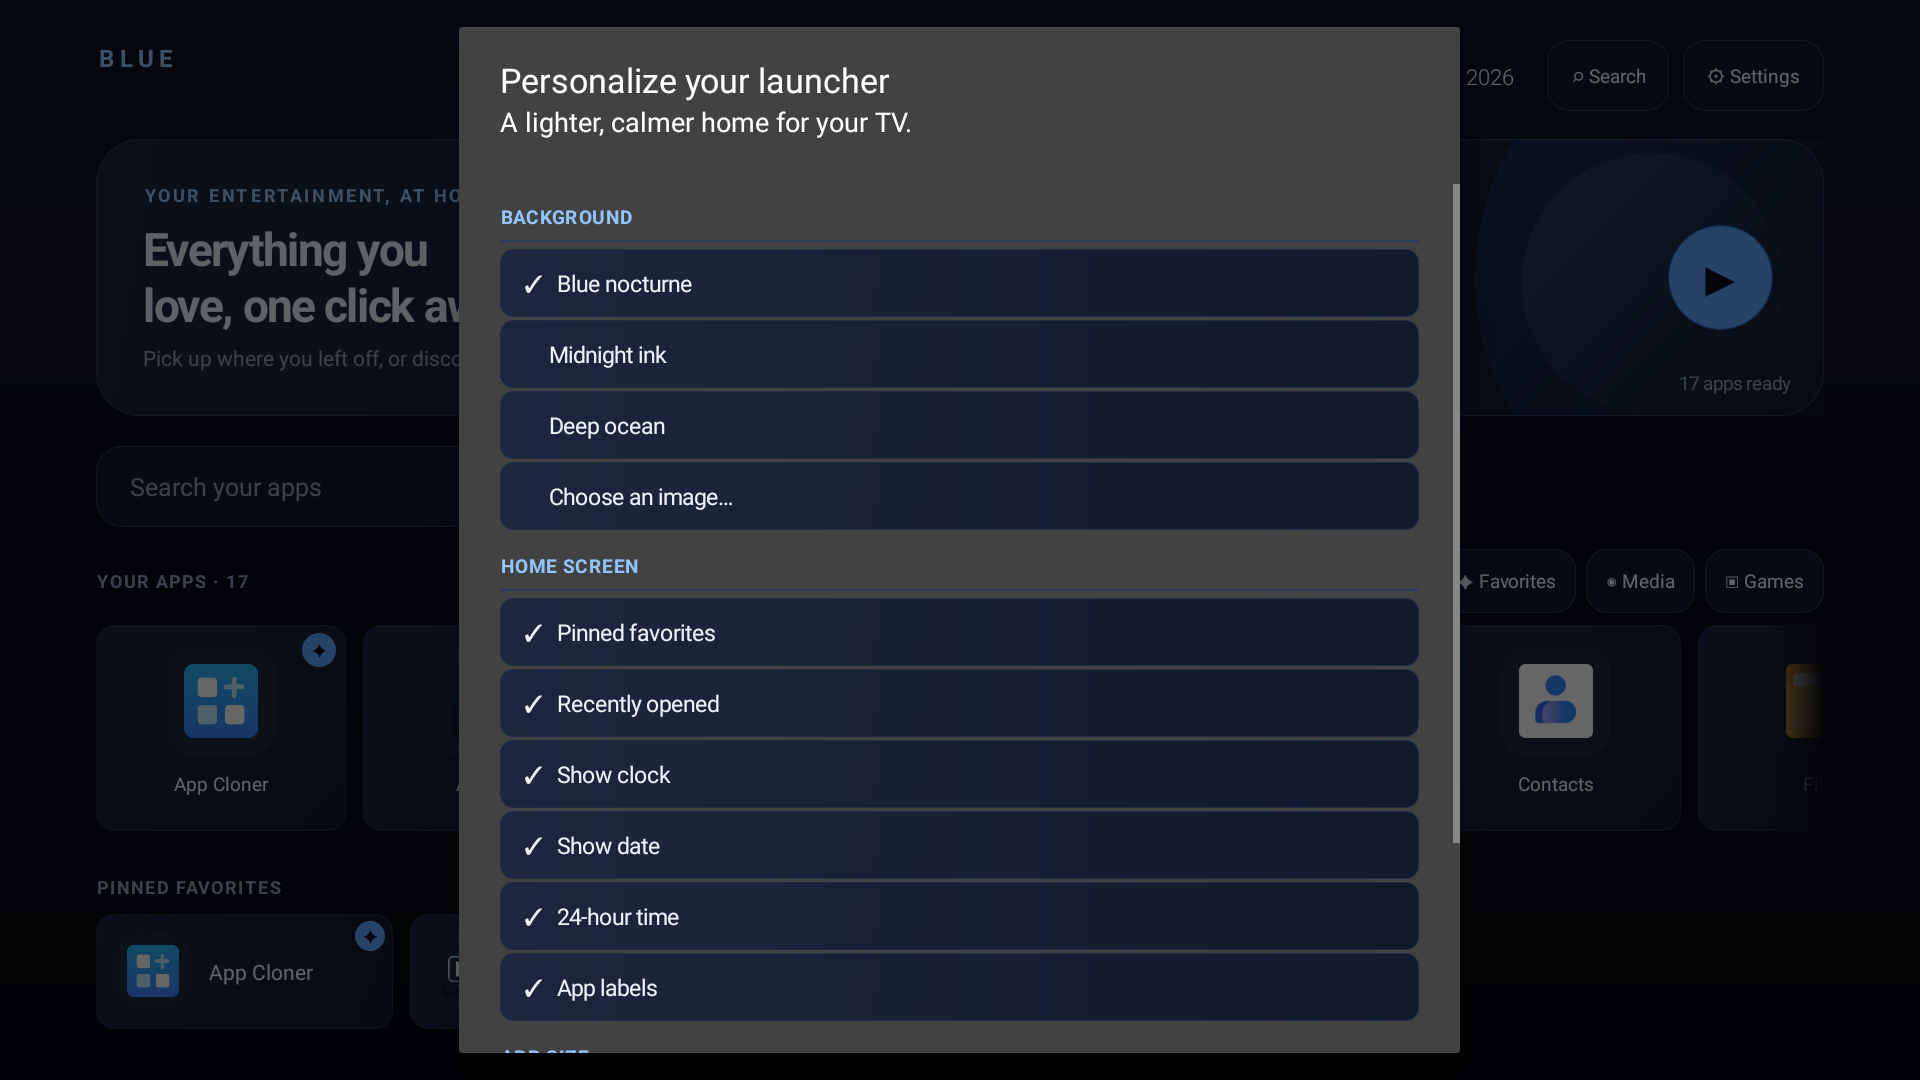 BLUE
2026
Search
Settings
YOUR ENTERTAINMENT, AT HO
Everything you
love, one click aw
Pick up where you left off, or disco
17 apps ready
Search your apps
YOUR APPS · 17
Favorites
Media
Games
App Cloner
Contacts
PINNED FAVORITES
App Cloner
Personalize your launcher
A lighter, calmer home for your TV.
BACKGROUND
✓ Blue nocturne
Midnight ink
Deep ocean
Choose an image...
HOME SCREEN
✓ Pinned favorites
✓ Recently opened
✓ Show clock
✓ Show date
✓ 24-hour time
✓ App labels